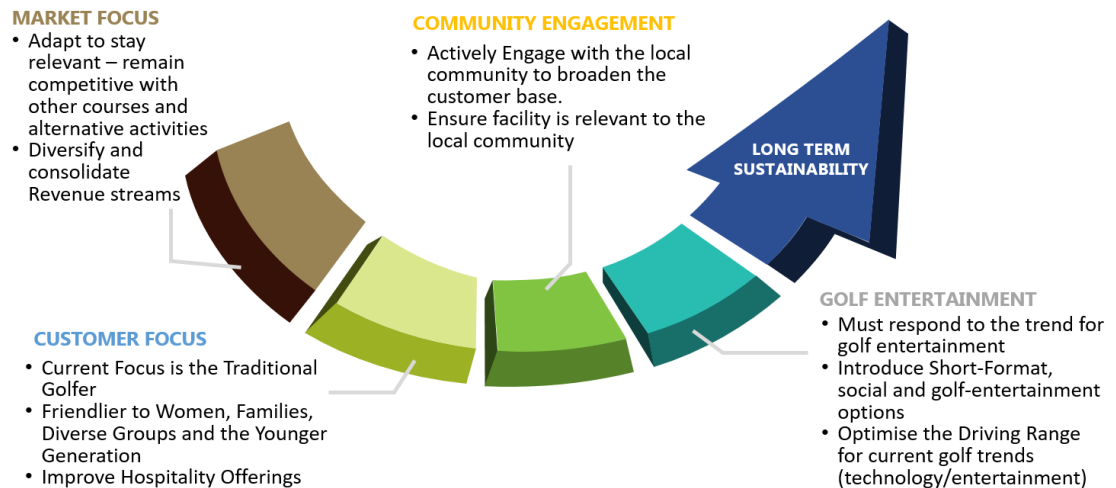 MARKET FOCUS
• Adapt to stay
relevant – remain
competitive with
other courses and
alternative activities
• Diversify and
consolidate
Revenue streams
COMMUNITY ENGAGEMENT
• Actively Engage with the local
community to broaden the
customer base.
• Ensure facility is relevant to the
local community
LONG TERM
SUSTAINABILITY
CUSTOMER FOCUS
• Current Focus is the Traditional
Golfer
• Friendlier to Women, Families,
Diverse Groups and the Younger
Generation
• Improve Hospitality Offerings
GOLF ENTERTAINMENT
• Must respond to the trend for
golf entertainment
• Introduce Short-Format,
social and golf-entertainment
options
• Optimise the Driving Range
for current golf trends
(technology/entertainment)